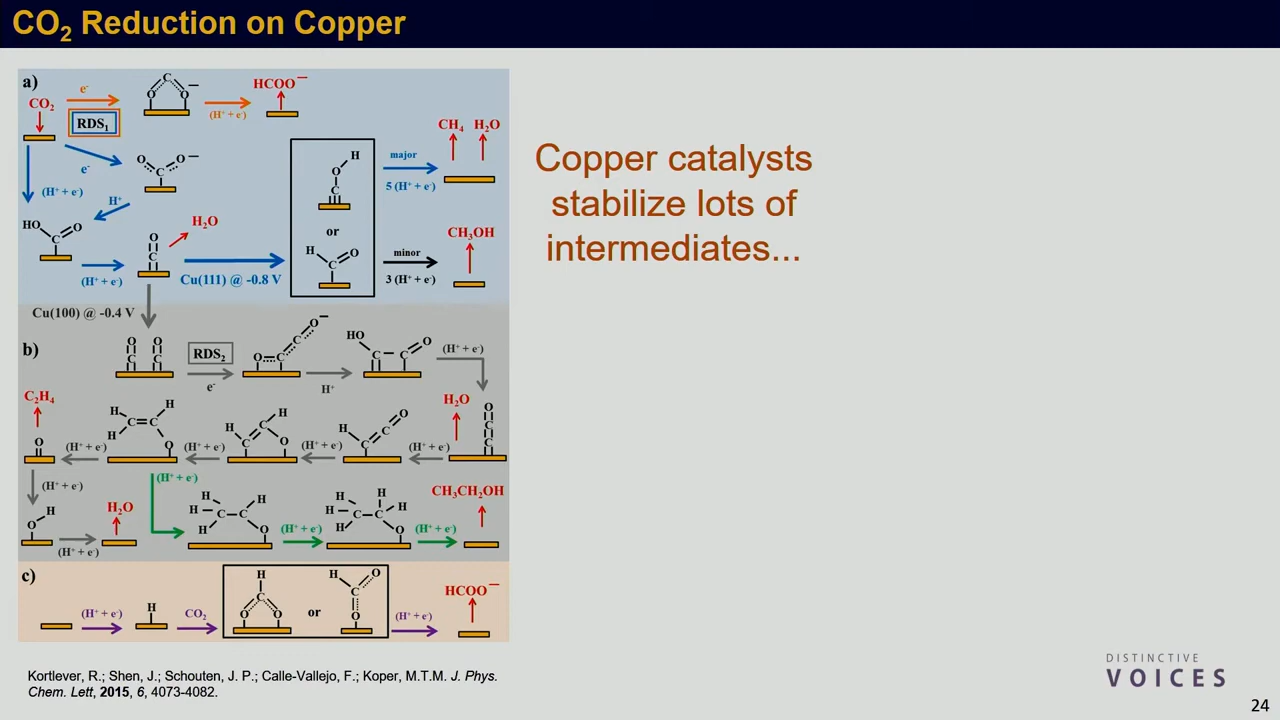 CO₂ Reduction on Copper
a)
CO₂
e⁻
RDS₁
C
O O
—
(H⁺ + e⁻)
HCOO⁻
CH₄ H₂O
(H⁺ + e⁻)
e⁻
O O —
C
H⁺
HO O
C
(H⁺ + e⁻)
O
C
H₂O
Cu(111) @ -0.8 V
H
O
C
or
H O
C
major
5 (H⁺ + e⁻)
minor
3 (H⁺ + e⁻)
CH₃OH
Copper catalysts
stabilize lots of
intermediates...
Cu(100) @ -0.4 V
b)
O O
C C
RDS₂
e⁻
O —
C
O C
H⁺
HO O
C C
(H⁺ + e⁻)
C₂H₄
O
(H⁺ + e⁻)
H H
C C
H
O
(H⁺ + e⁻)
H H
C
C O
(H⁺ + e⁻)
H O
C
C
(H⁺ + e⁻)
H₂O
O
C
C
(H⁺ + e⁻)
H
O
(H⁺ + e⁻)
H₂O
(H⁺ + e⁻)
H H
H C C
H O
(H⁺ + e⁻)
H H
H C C H
H O
(H⁺ + e⁻)
CH₃CH₂OH
c)
(H⁺ + e⁻)
H
CO₂
H
C
O O
or
H O
C
O
(H⁺ + e⁻)
HCOO⁻
Kortlever, R.; Shen, J.; Schouten, J. P.; Calle-Vallejo, F.; Koper, M.T.M. J. Phys.
Chem. Lett, 2015, 6, 4073-4082.
DISTINCTIVE
VOICES
24